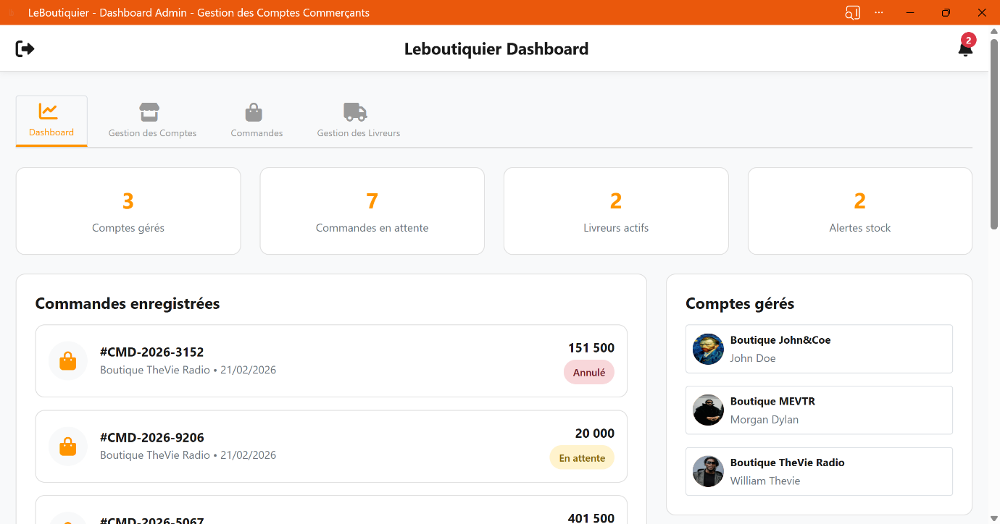 LeBoutiquier - Dashboard Admin - Gestion des Comptes Commerçants
Leboutiquier Dashboard
2
Dashboard
Gestion des Comptes
Commandes
Gestion des Livreurs
3
Comptes gérés
7
Commandes en attente
2
Livreurs actifs
2
Alertes stock
Commandes enregistrées
#CMD-2026-3152
Boutique TheVie Radio • 21/02/2026
151 500
Annulé
#CMD-2026-9206
Boutique TheVie Radio • 21/02/2026
20 000
En attente
#CMD-2026-5067
401 500
Comptes gérés
Boutique John&Coe
John Doe
Boutique MEVTR
Morgan Dylan
Boutique TheVie Radio
William Thevie